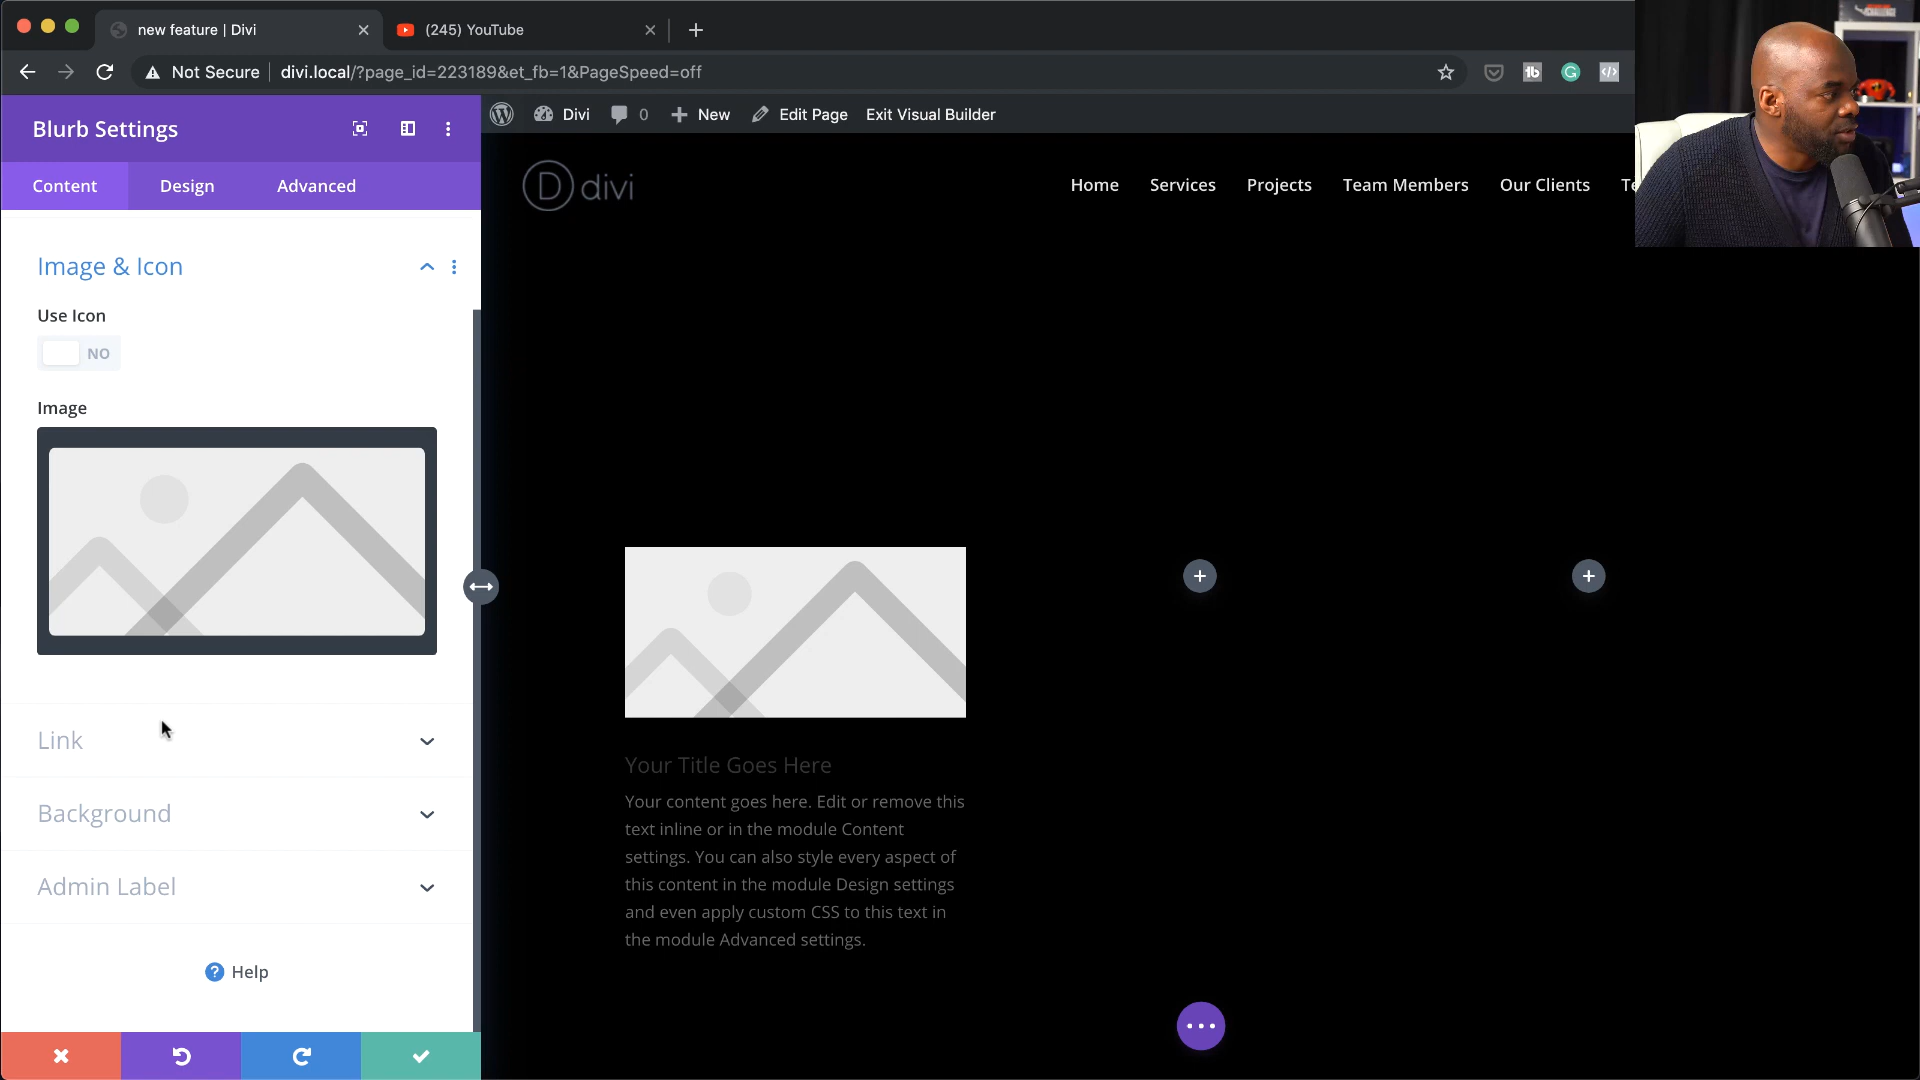 new feature | Divi
(245) YouTube
Not Secure
divi.local/?page_id=223189&et_fb=1&PageSpeed=off
Blurb Settings
Divi
0
New
Edit Page
Exit Visual Builder
Content
Design
Advanced
D divi
Home
Services
Projects
Team Members
Our Clients
Image & Icon
Use Icon
NO
Image
Link
Background
Admin Label
Help
Your Title Goes Here
Your content goes here. Edit or remove this
text inline or in the module Content
settings. You can also style every aspect of
this content in the module Design settings
and even apply custom CSS to this text in
the module Advanced settings.